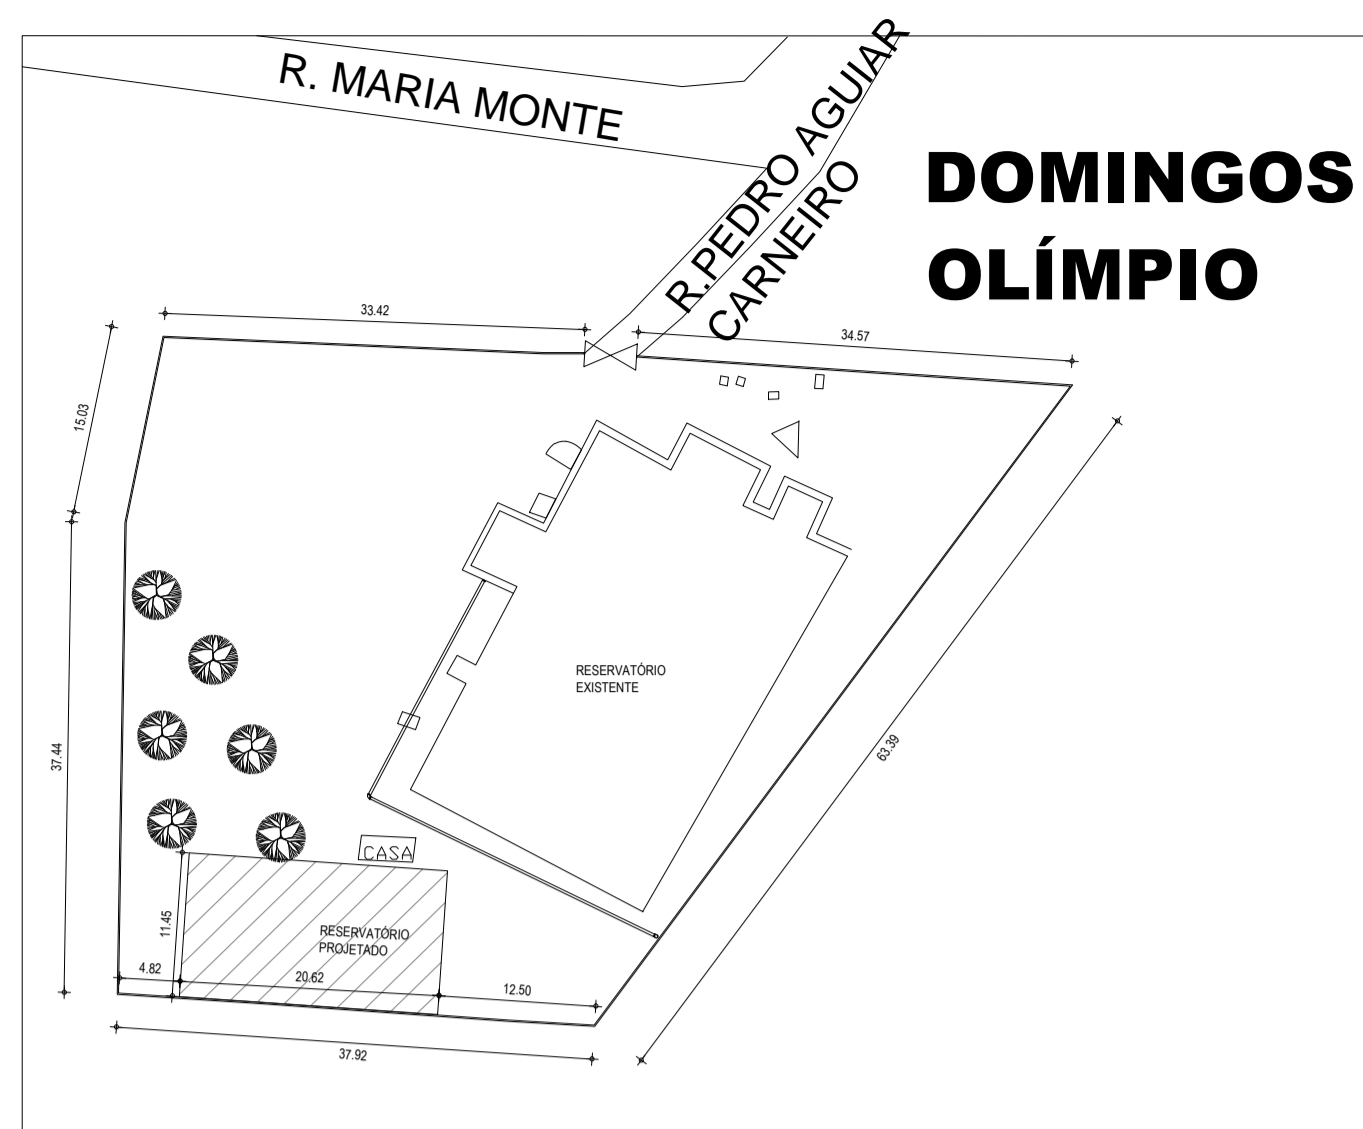 R. MARIA MONTE
R.PEDRO AGUIAR
CARNEIRO
DOMINGOS
OLÍMPIO
33.42
34.57
15.03
37.44
63.39
RESERVATÓRIO
EXISTENTE
CASA
11.45
RESERVATÓRIO
PROJETADO
4.82
20.62
12.50
37.92